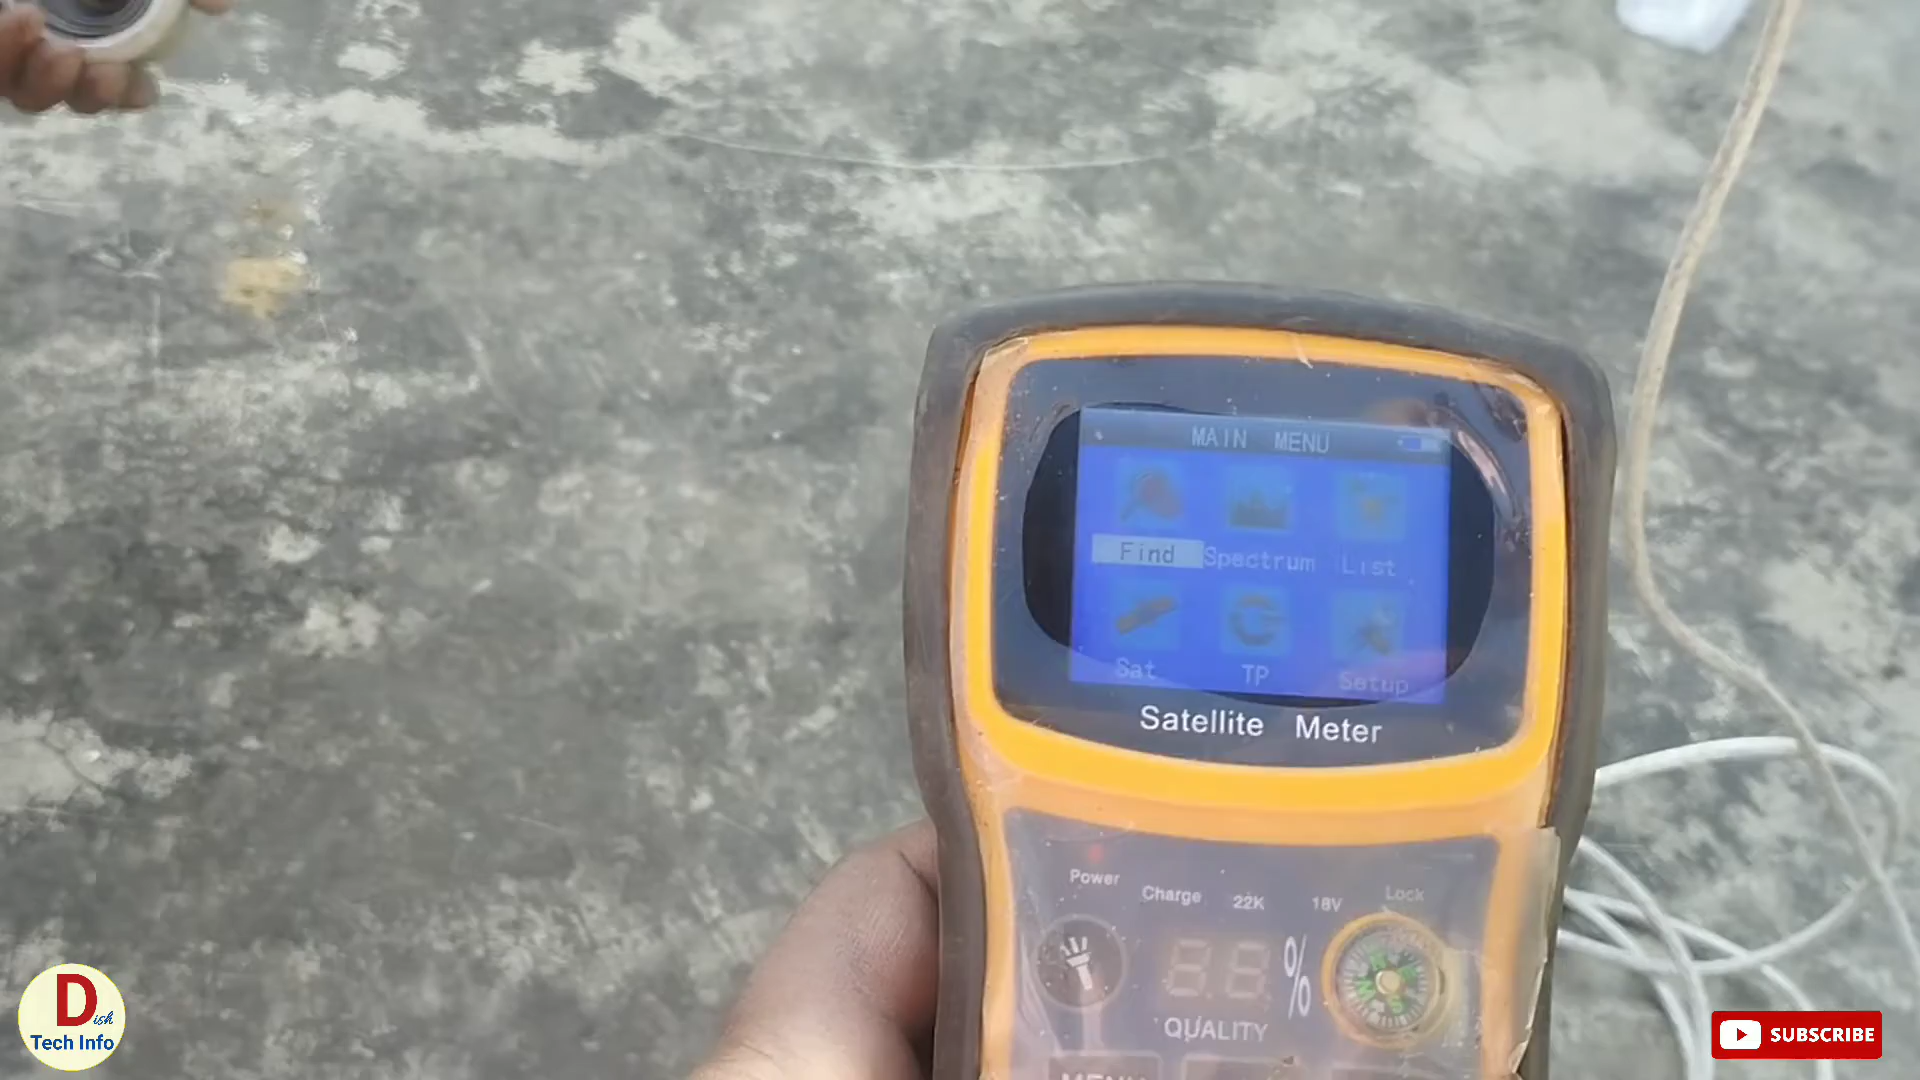 MAIN MENU
Find Spectrum List
Sat TP Setup
Satellite Meter
Power Charge 22K 18V Lock
%
QUALITY
MENU
Dish
Tech Info
SUBSCRIBE